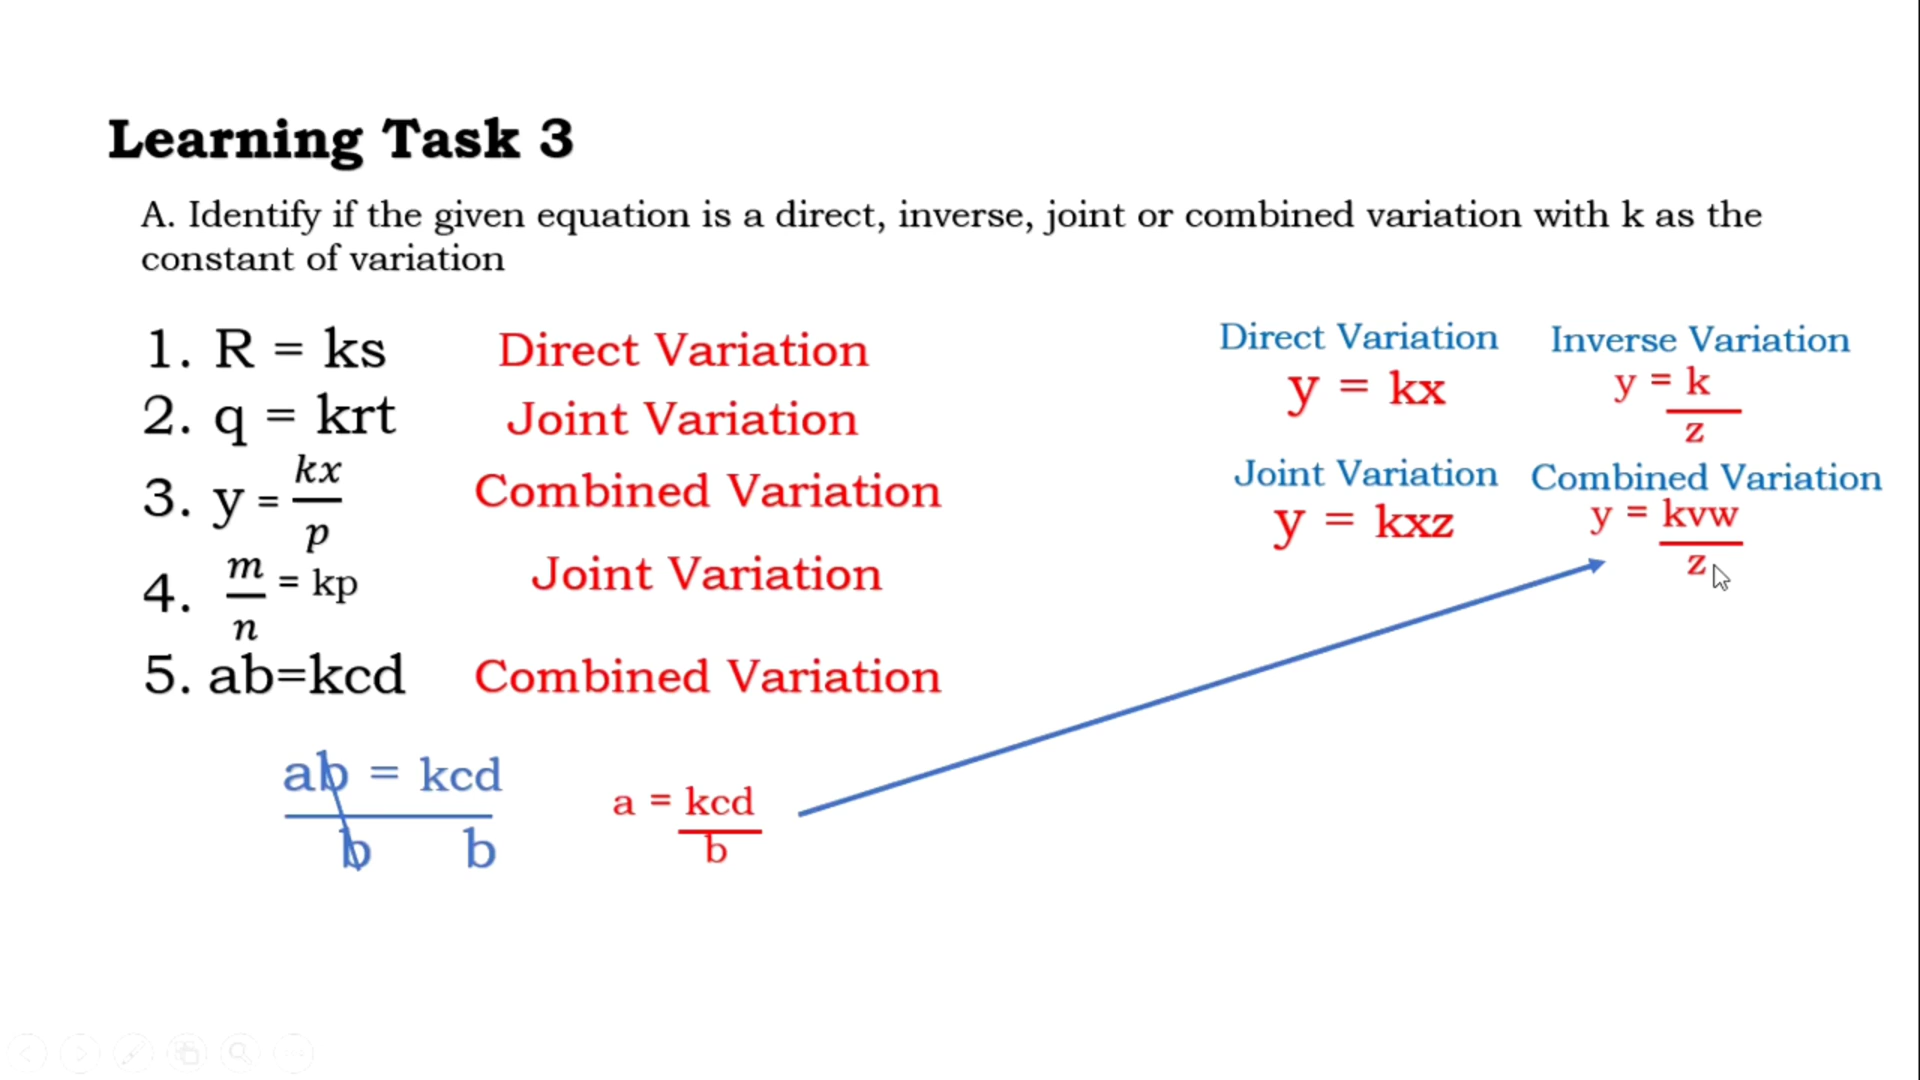 Learning Task 3
A. Identify if the given equation is a direct, inverse, joint or combined variation with k as the
constant of variation
1. R = ks Direct Variation
2. q = krt Joint Variation
3. y = kx/p Combined Variation
4. m/n = kp Joint Variation
5. ab=kcd Combined Variation
ab = kcd
b b
a = kcd
b
Direct Variation
y = kx
Inverse Variation
y = k
z
Joint Variation
y = kxz
Combined Variation
y = kvw
z